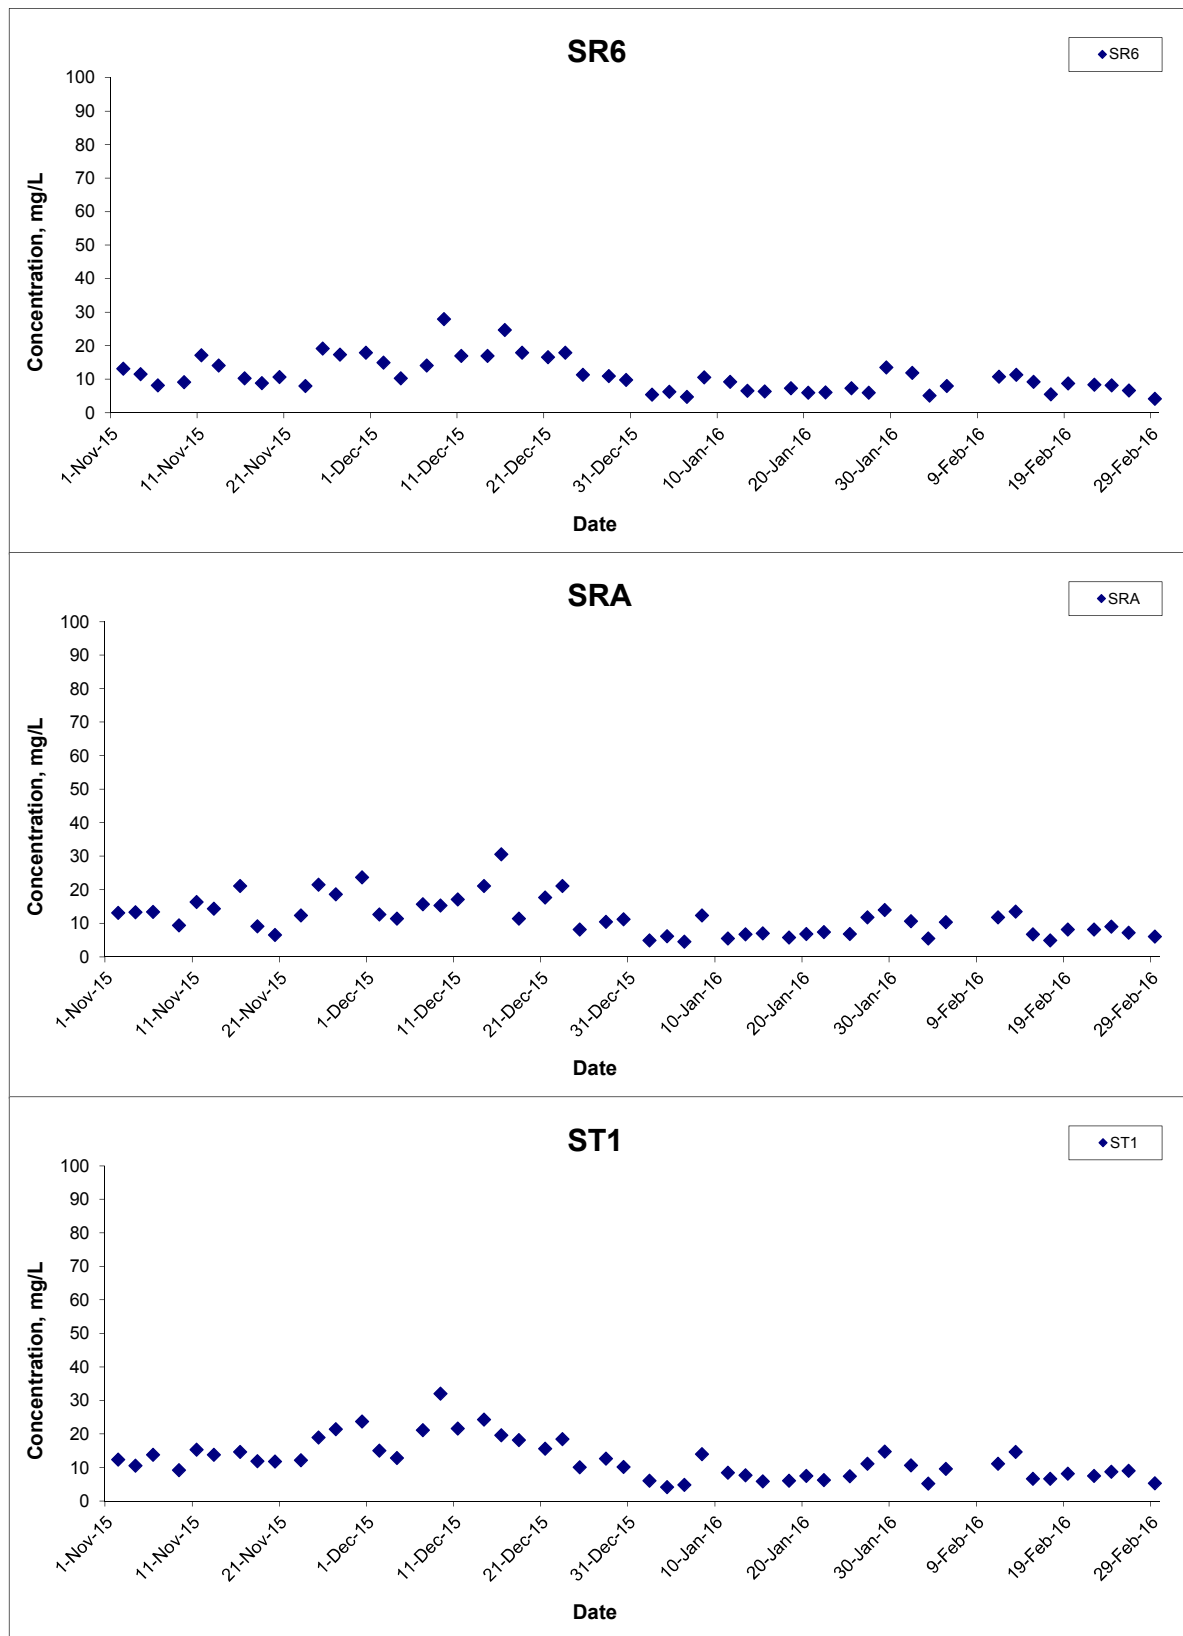 SR6
SR6
100
90
80
70
60
50
40
30
20
10
0
Concentration, mg/L
1-Nov-15
11-Nov-15
21-Nov-15
1-Dec-15
11-Dec-15
21-Dec-15
31-Dec-15
10-Jan-16
20-Jan-16
30-Jan-16
9-Feb-16
19-Feb-16
29-Feb-16
Date
SRA
SRA
100
90
80
70
60
50
40
30
20
10
0
Concentration, mg/L
1-Nov-15
11-Nov-15
21-Nov-15
1-Dec-15
11-Dec-15
21-Dec-15
31-Dec-15
10-Jan-16
20-Jan-16
30-Jan-16
9-Feb-16
19-Feb-16
29-Feb-16
Date
ST1
ST1
100
90
80
70
60
50
40
30
20
10
0
Concentration, mg/L
1-Nov-15
11-Nov-15
21-Nov-15
1-Dec-15
11-Dec-15
21-Dec-15
31-Dec-15
10-Jan-16
20-Jan-16
30-Jan-16
9-Feb-16
19-Feb-16
29-Feb-16
Date